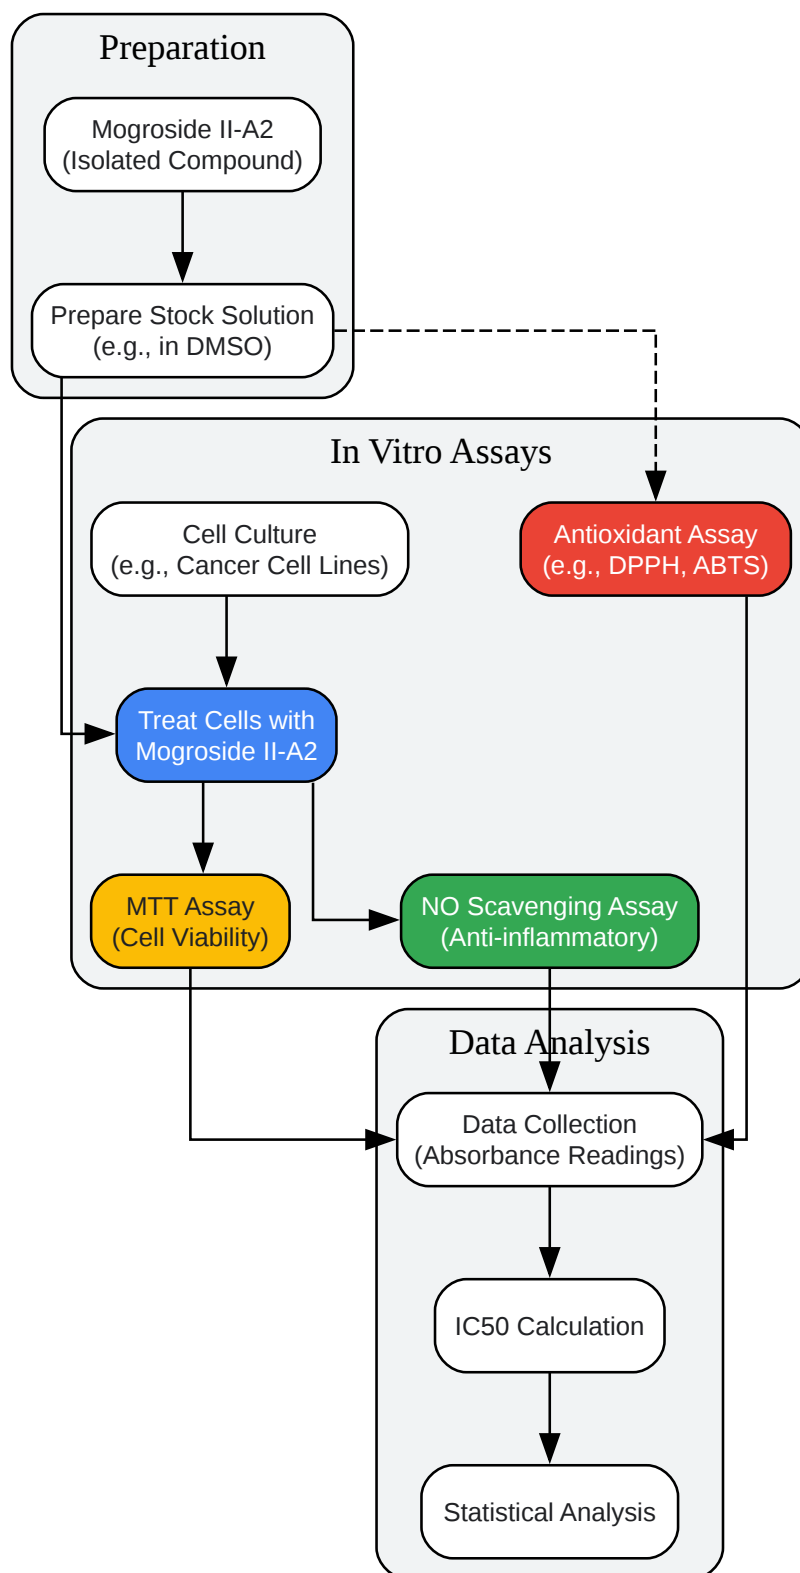 Preparation
Mogroside II-A2
(Isolated Compound)
Prepare Stock Solution
(e.g., in DMSO)
In Vitro Assays
Cell Culture
(e.g., Cancer Cell Lines)
Antioxidant Assay
(e.g., DPPH, ABTS)
Treat Cells with
Mogroside II-A2
MTT Assay
(Cell Viability)
NO Scavenging Assay
(Anti-inflammatory)
Data Analysis
Data Collection
(Absorbance Readings)
IC50 Calculation
Statistical Analysis